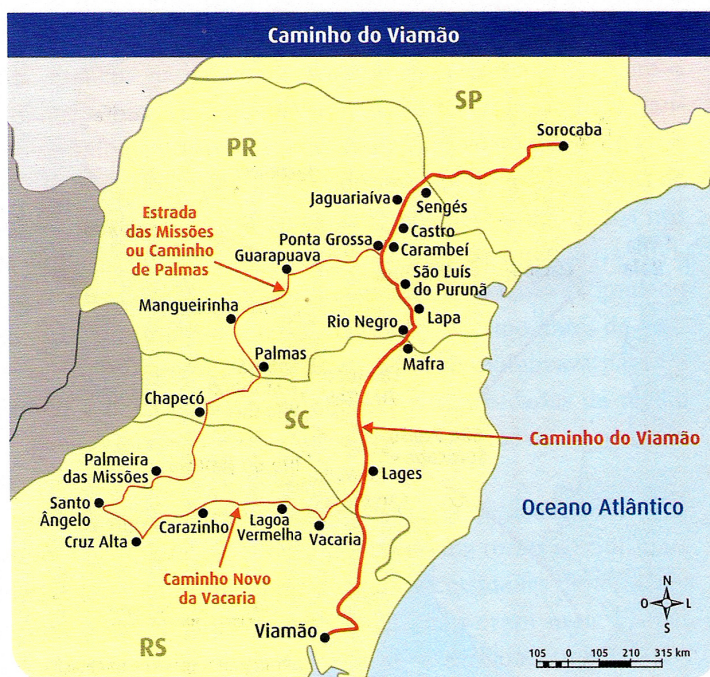 Caminho do Viamão
SP
Sorocaba
PR
Jaguariaíva
Sengés
Estrada
das Missões
ou Caminho
de Palmas
Castro
Ponta Grossa
Carambeí
Guarapuava
São Luís
do Purunã
Mangueirinha
Lapa
Rio Negro
Mafra
Palmas
Chapecó
SC
Caminho do Viamão
Palmeira
das Missões
Lages
Santo
Ângelo
Oceano Atlântico
Carazinho
Lagoa
Vermelha
Vacaria
Cruz Alta
Caminho Novo
da Vacaria
N
O L
S
Viamão
RS
105 0 105 210 315 km